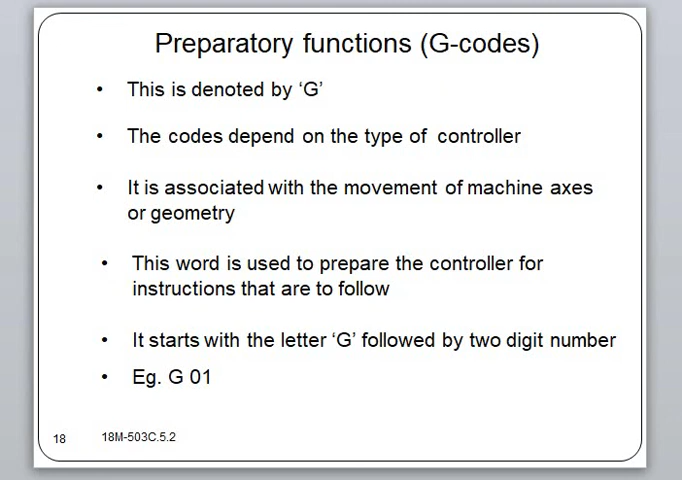 Preparatory functions (G-codes)
• This is denoted by ‘G’
• The codes depend on the type of controller
• It is associated with the movement of machine axes
or geometry
• This word is used to prepare the controller for
instructions that are to follow
• It starts with the letter ‘G’ followed by two digit number
• Eg. G 01
18 18M-503C.5.2